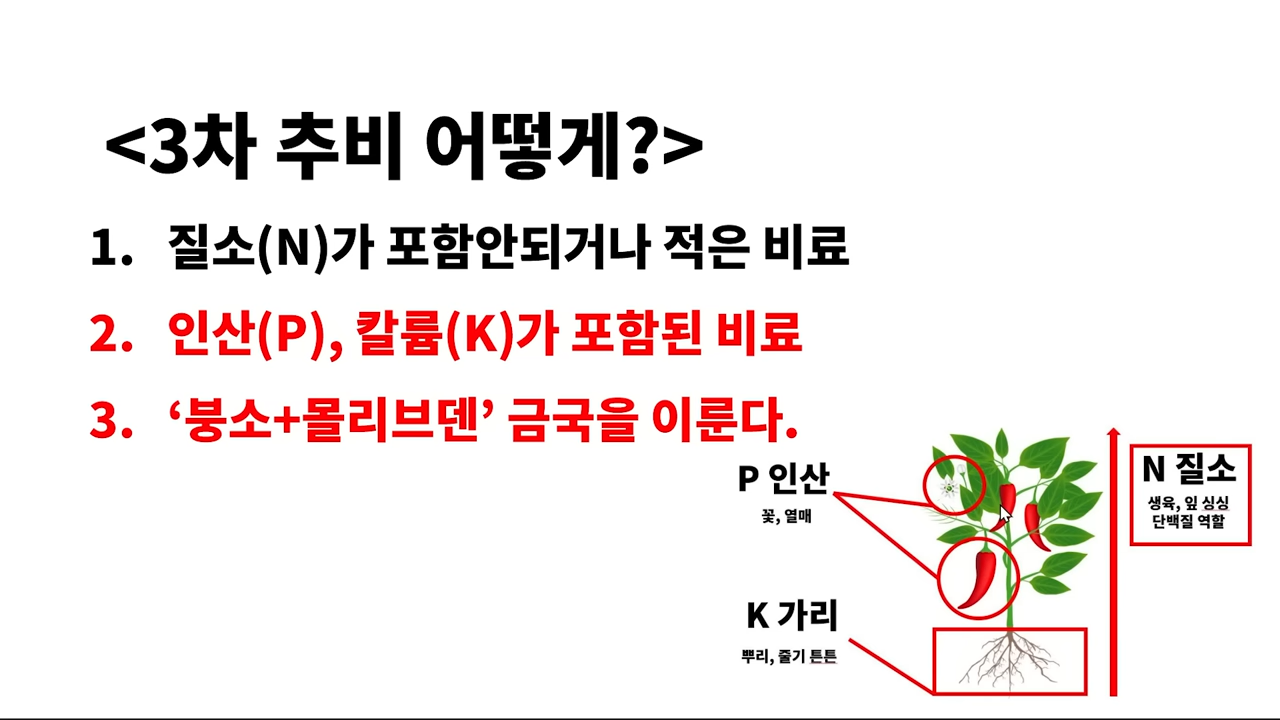 <3차 추비 어떻게?>
1. 질소(N)가 포함안되거나 적은 비료
2. 인산(P), 칼륨(K)가 포함된 비료
3. ‘붕소+몰리브덴’ 금국을 이룬다.
P 인산
꽃, 열매
K 가리
뿌리, 줄기 튼튼
N 질소
생육, 잎 싱싱
단백질 역할